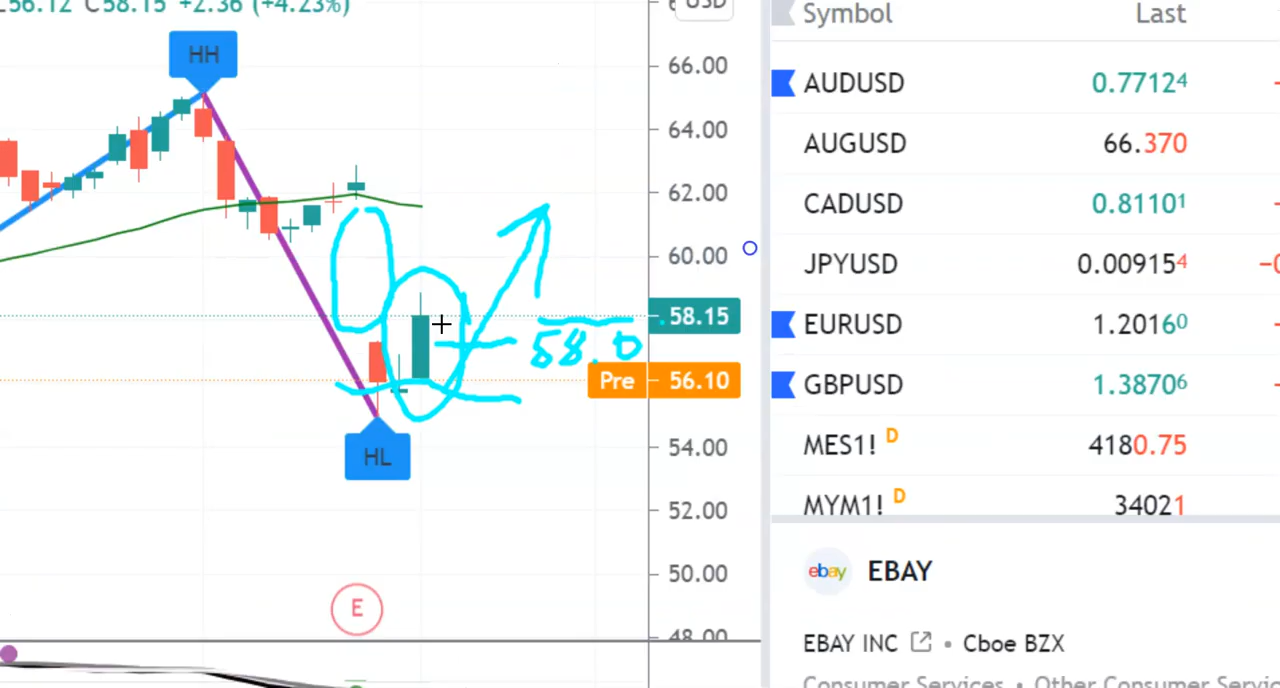 C58.15 +2.36 (+4.23%)
USD
HH
66.00
64.00
62.00
60.00
58.15
58.0
Pre 56.10
54.00
HL
52.00
50.00
E
48.00
Symbol Last
AUDUSD 0.77124
AUGUSD 66.370
CADUSD 0.81101
JPYUSD 0.009154
EURUSD 1.20160
GBPUSD 1.38706
MES1! D 4180.75
MYM1! D 34021
ebay EBAY
EBAY INC • Cboe BZX
Consumer Services • Other Consumer